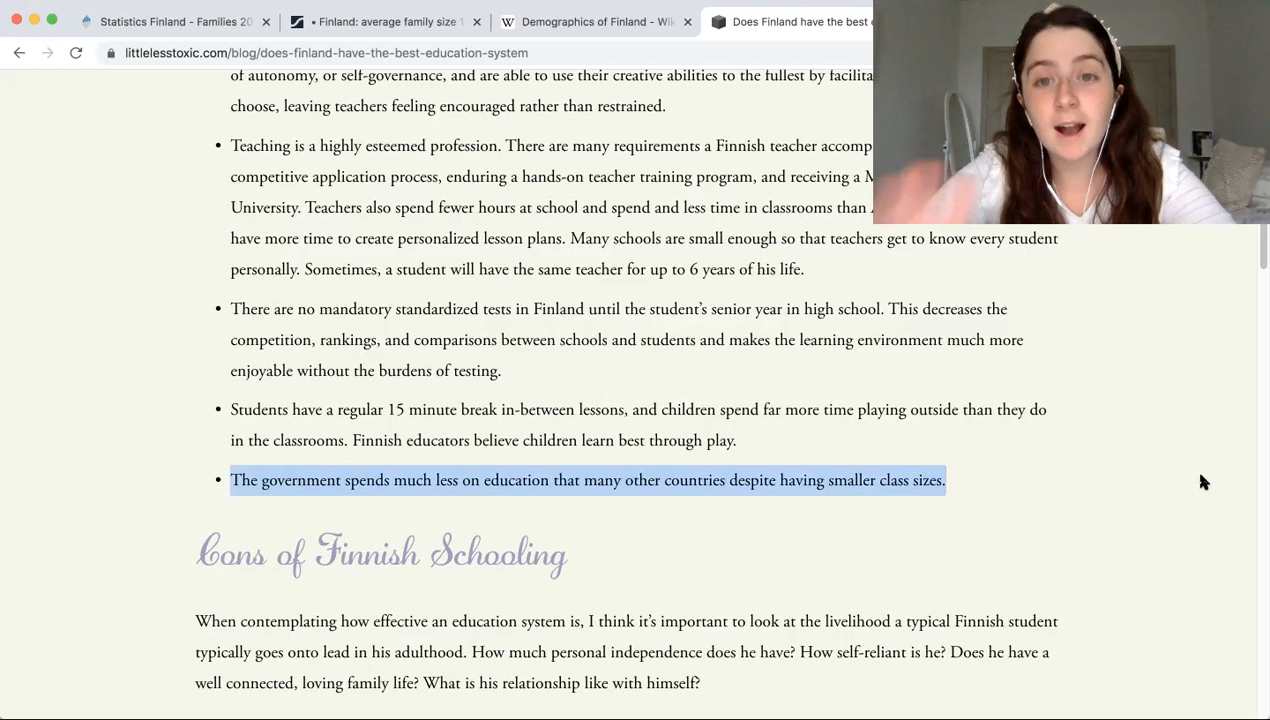 Statistics Finland - Families 20
• Finland: average family size 1
W Demographics of Finland - Wik
Does Finland have the best e
littlelesstoxic.com/blog/does-finland-have-the-best-education-system
of autonomy, or self-governance, and are able to use their creative abilities to the fullest by facilita
choose, leaving teachers feeling encouraged rather than restrained.
• Teaching is a highly esteemed profession. There are many requirements a Finnish teacher accomp
competitive application process, enduring a hands-on teacher training program, and receiving a M
University. Teachers also spend fewer hours at school and spend and less time in classrooms than A
have more time to create personalized lesson plans. Many schools are small enough so that teachers get to know every student
personally. Sometimes, a student will have the same teacher for up to 6 years of his life.
• There are no mandatory standardized tests in Finland until the student’s senior year in high school. This decreases the
competition, rankings, and comparisons between schools and students and makes the learning environment much more
enjoyable without the burdens of testing.
• Students have a regular 15 minute break in-between lessons, and children spend far more time playing outside than they do
in the classrooms. Finnish educators believe children learn best through play.
• The government spends much less on education that many other countries despite having smaller class sizes.
Cons of Finnish Schooling
When contemplating how effective an education system is, I think it’s important to look at the livelihood a typical Finnish student
typically goes onto lead in his adulthood. How much personal independence does he have? How self-reliant is he? Does he have a
well connected, loving family life? What is his relationship like with himself?